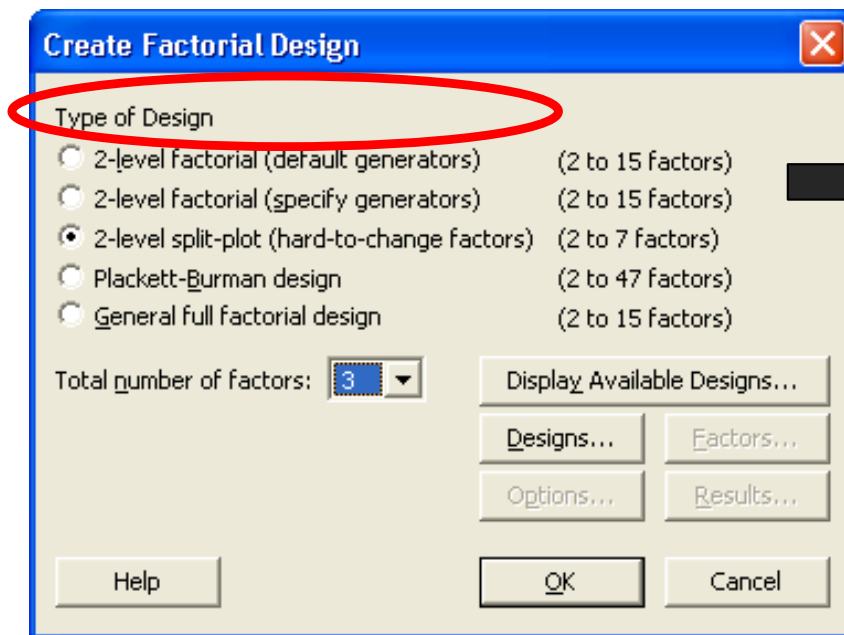 Create Factorial Design
Type of Design
2-level factorial (default generators) (2 to 15 factors)
2-level factorial (specify generators) (2 to 15 factors)
2-level split-plot (hard-to-change factors) (2 to 7 factors)
Plackett-Burman design (2 to 47 factors)
General full factorial design (2 to 15 factors)
Total number of factors: 3 Display Available Designs...
Designs... Factors...
Options... Results...
Help OK Cancel